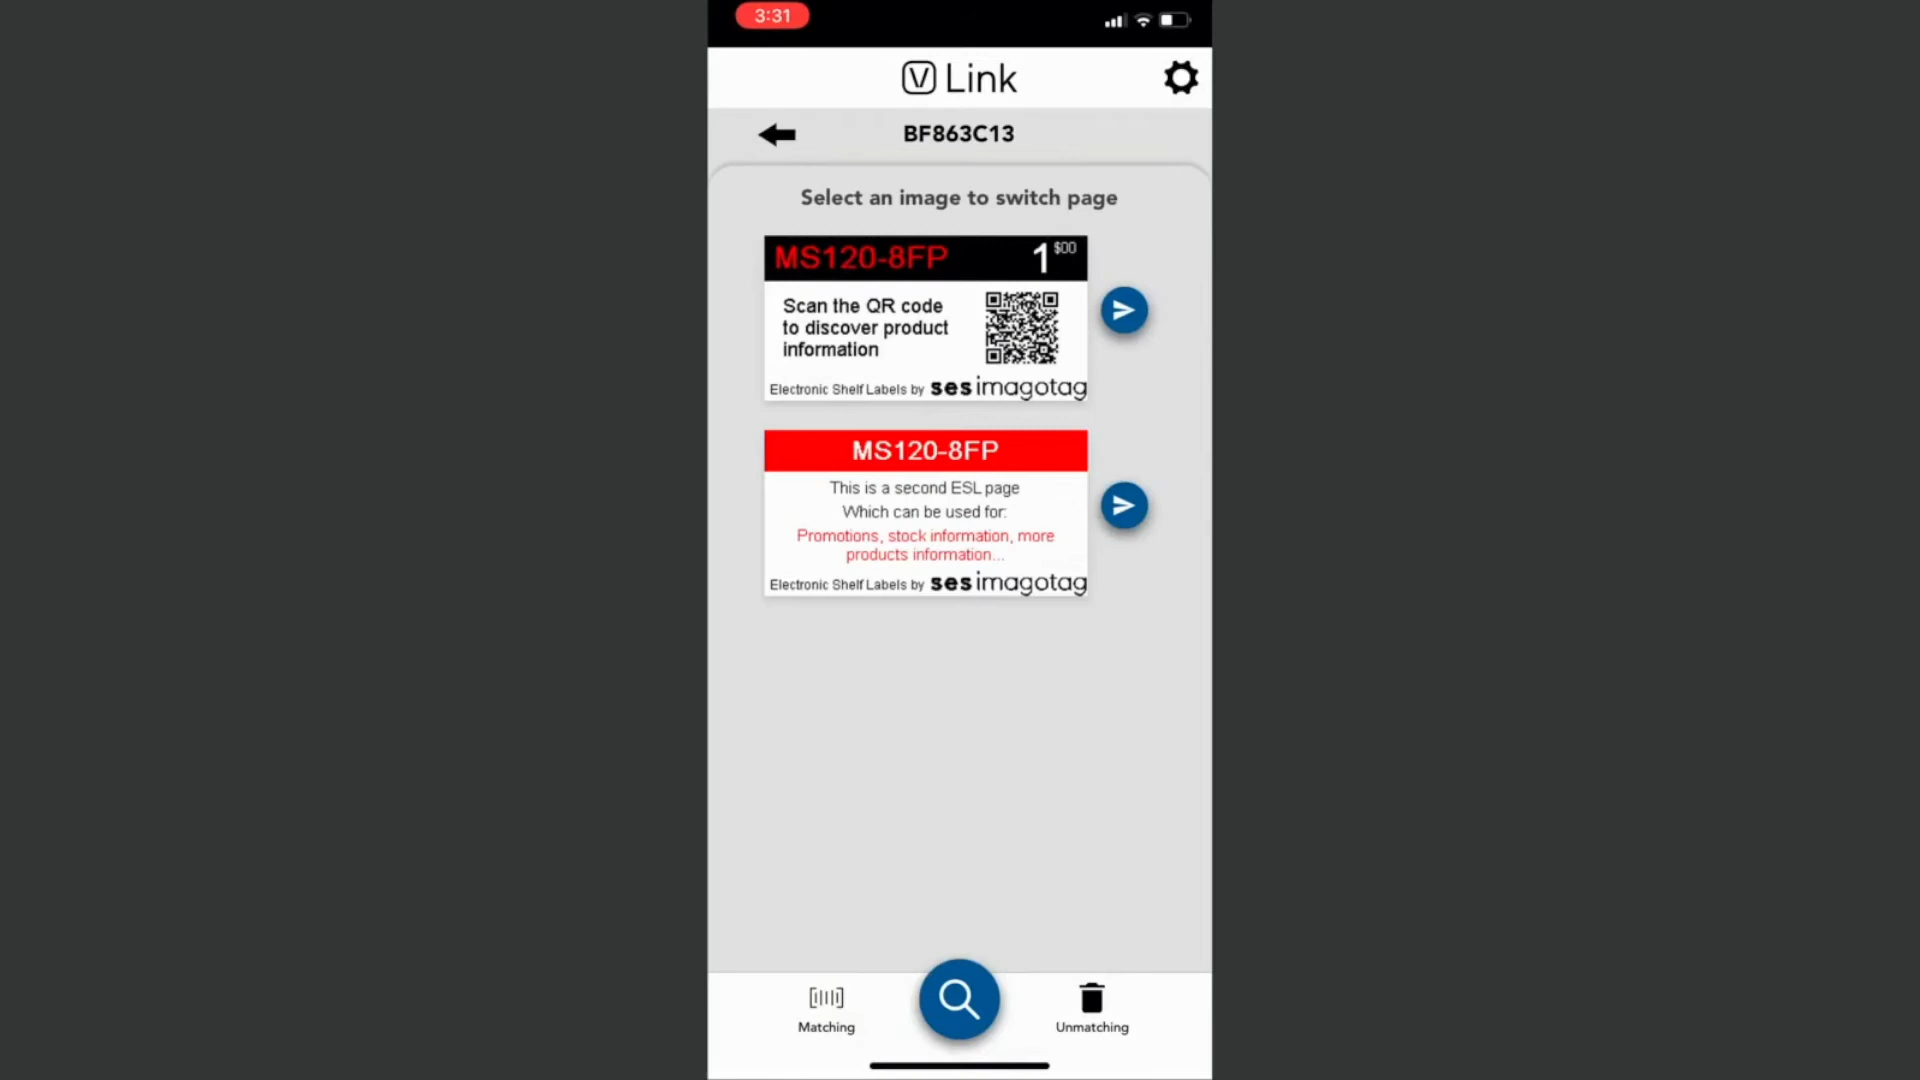 3:31
V Link
BF863C13
Select an image to switch page
MS120-8FP 1 $00
Scan the QR code
to discover product
information
Electronic Shelf Labels by ses imagotag
MS120-8FP
This is a second ESL page
Which can be used for:
Promotions, stock information, more
products information...
Electronic Shelf Labels by ses imagotag
Matching
Unmatching